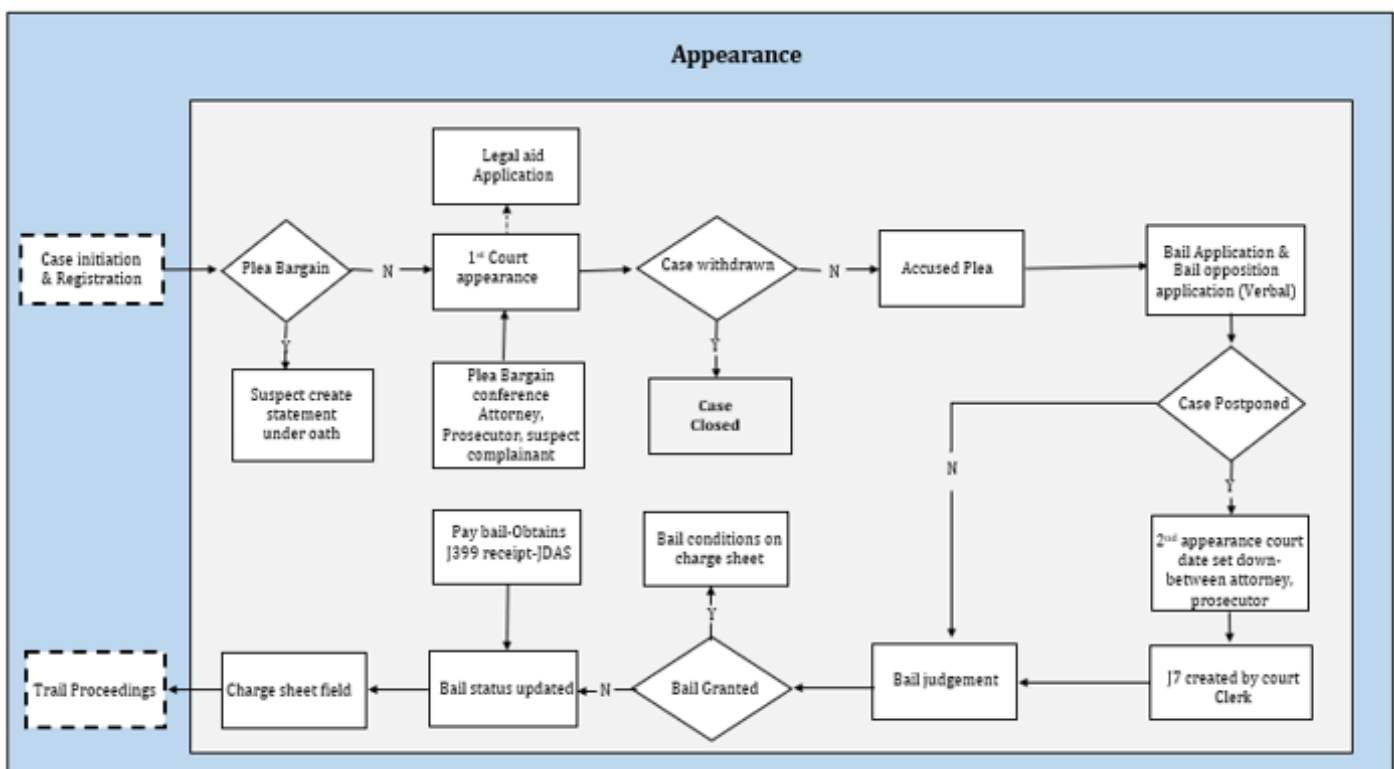 Appearance
Legal aid
Application
Case initiation
& Registration
Plea Bargain
N
1st Court
appearance
Case withdrawn
N
Accused Plea
Bail Application &
Bail opposition
application (Verbal)
Y
Suspect create
statement
under oath
Plea Bargain
conference
Attorney,
Prosecutor, suspect
complainant
Y
Case
Closed
Case Postponed
N
Y
Pay bail-Obtains
J399 receipt-JDAS
Bail conditions on
charge sheet
2nd appearance court
date set down-
between attorney,
prosecutor
Y
Trail Proceedings
Charge sheet field
Bail status updated
N
Bail Granted
Bail judgement
J7 created by court
Clerk